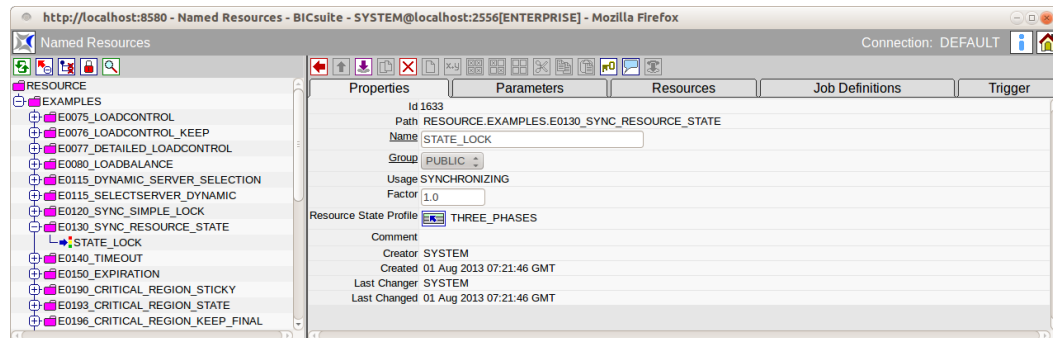 http://localhost:8580 - Named Resources - BICsuite - SYSTEM@localhost:2556[ENTERPRISE] - Mozilla Firefox
Named Resources
Connection: DEFAULT
RESOURCE
EXAMPLES
E0075_LOADCONTROL
E0076_LOADCONTROL_KEEP
E0077_DETAILED_LOADCONTROL
E0080_LOADBALANCE
E0115_DYNAMIC_SERVER_SELECTION
E0115_SELECTSERVER_DYNAMIC
E0120_SYNC_SIMPLE_LOCK
E0130_SYNC_RESOURCE_STATE
STATE_LOCK
E0140_TIMEOUT
E0150_EXPIRATION
E0190_CRITICAL_REGION_STICKY
E0193_CRITICAL_REGION_STATE
E0196_CRITICAL_REGION_KEEP_FINAL
x,y
Properties Parameters Resources Job Definitions Trigger
Id 1633
Path RESOURCE.EXAMPLES.E0130_SYNC_RESOURCE_STATE
Name STATE_LOCK
Group PUBLIC
Usage SYNCHRONIZING
Factor 1.0
Resource State Profile THREE_PHASES
Comment
Creator SYSTEM
Created 01 Aug 2013 07:21:46 GMT
Last Changer SYSTEM
Last Changed 01 Aug 2013 07:21:46 GMT